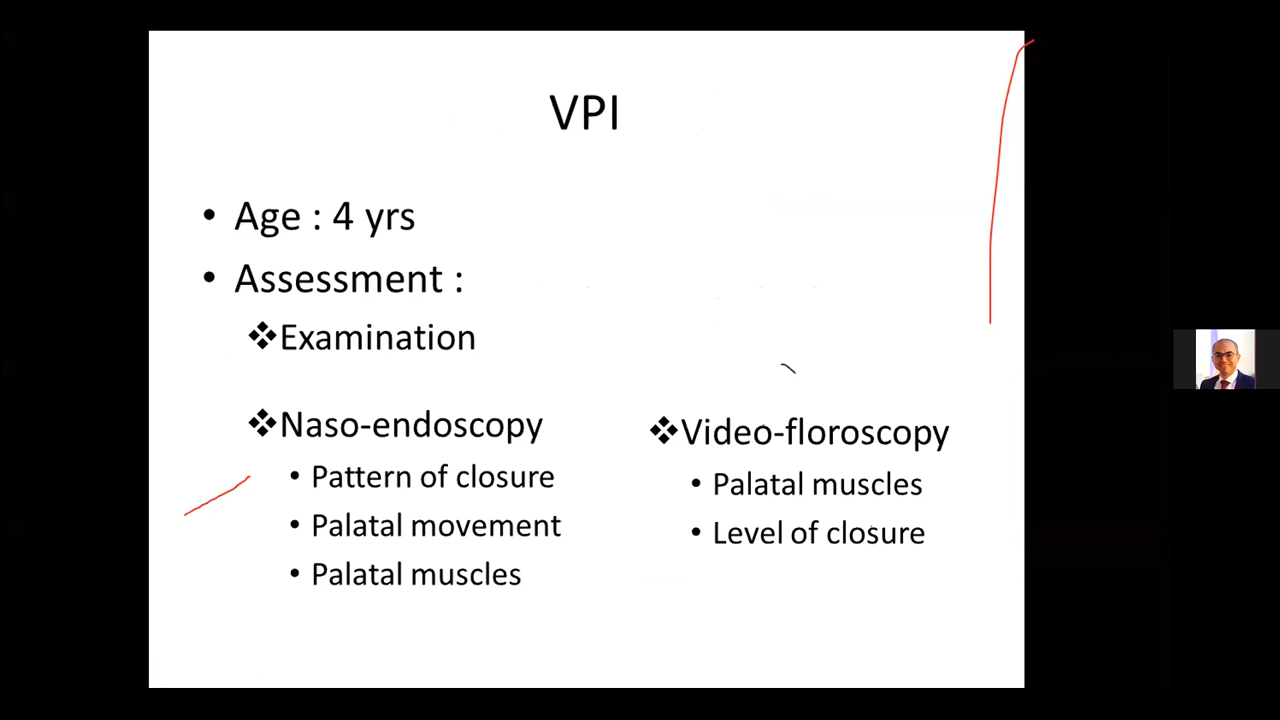 VPI
• Age : 4 yrs
• Assessment :
❖Examination
❖Naso-endoscopy
• Pattern of closure
• Palatal movement
• Palatal muscles
❖Video-floroscopy
• Palatal muscles
• Level of closure